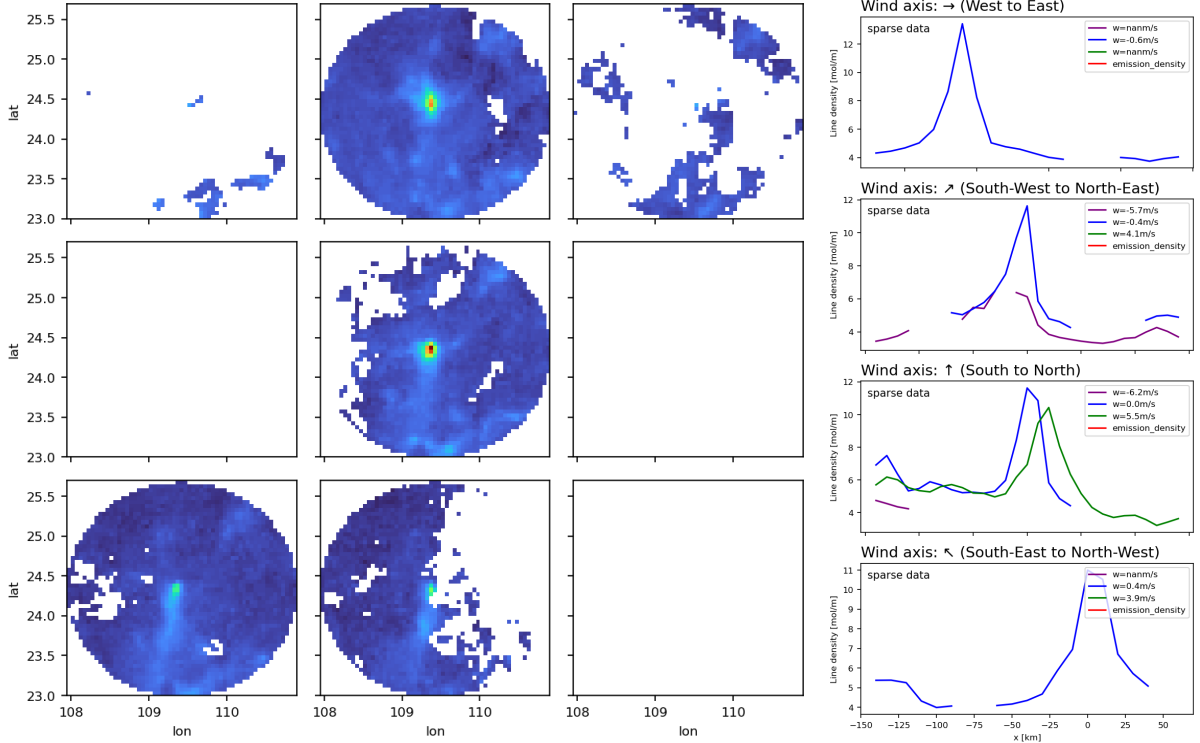 lat
25.5
25.0
24.5
24.0
23.5
23.0
lat
25.5
25.0
24.5
24.0
23.5
23.0
lat
25.5
25.0
24.5
24.0
23.5
23.0
108 109 110
lon
108 109 110
lon
108 109 110
lon
Wind axis: → (West to East)
sparse data
w=nanm/s
w=-0.6m/s
w=nanm/s
emission_density
Line density [mol/m]
12
10
8
6
4
Wind axis: ↗ (South-West to North-East)
sparse data
w=-5.7m/s
w=-0.4m/s
w=4.1m/s
emission_density
Line density [mol/m]
12
10
8
6
4
Wind axis: ↑ (South to North)
sparse data
w=-6.2m/s
w=0.0m/s
w=5.5m/s
emission_density
Line density [mol/m]
12
10
8
6
4
Wind axis: ↖ (South-East to North-West)
sparse data
w=nanm/s
w=0.4m/s
w=3.9m/s
emission_density
Line density [mol/m]
11
10
9
8
7
6
5
4
−150 −125 −100 −75 −50 −25 0 25 50
x [km]